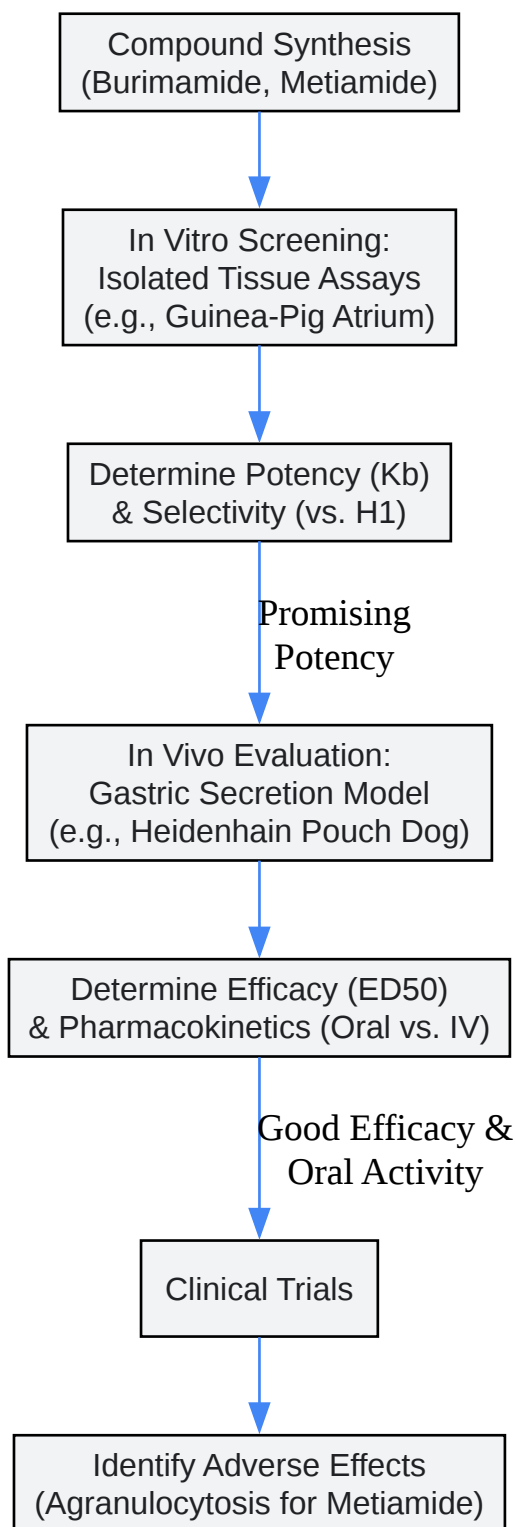 Compound Synthesis
(Burimamide, Metiamide)
In Vitro Screening:
Isolated Tissue Assays
(e.g., Guinea-Pig Atrium)
Determine Potency (Kb)
& Selectivity (vs. H1)
Promising
Potency
In Vivo Evaluation:
Gastric Secretion Model
(e.g., Heidenhain Pouch Dog)
Determine Efficacy (ED50)
& Pharmacokinetics (Oral vs. IV)
Good Efficacy &
Oral Activity
Clinical Trials
Identify Adverse Effects
(Agranulocytosis for Metiamide)